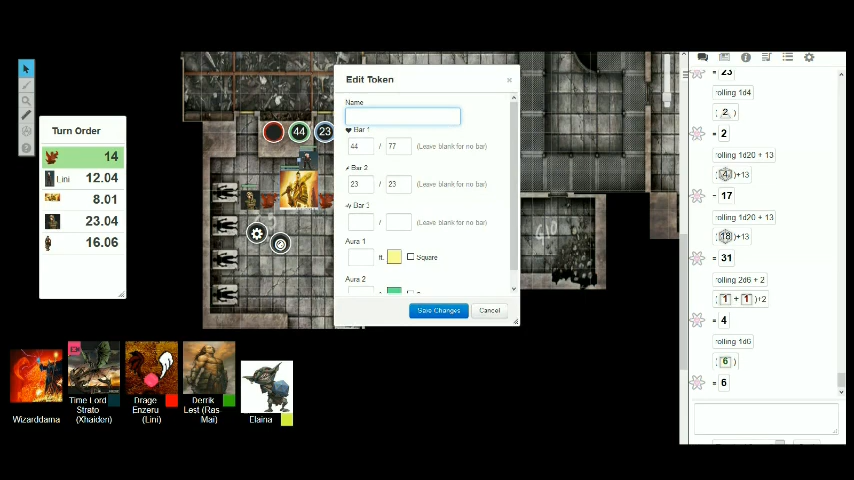 Turn Order
14
Lini 12.04
8.01
23.04
16.06
44
23
Edit Token
×
Name
Bar 1
44 / 77 (Leave blank for no bar)
Bar 2
23 / 23 (Leave blank for no bar)
Bar 3
/ (Leave blank for no bar)
Aura 1
ft. Square
Aura 2
Save Changes
Cancel
23
rolling 1d4
( 2 )
= 2
rolling 1d20 + 13
( 4 )+13
= 17
rolling 1d20 + 13
( 18 )+13
= 31
rolling 2d6 + 2
( 1 + 1 )+2
= 4
rolling 1d6
( 6 )
= 6
Wizarddama
Time Lord
Strato
(Xhaiden)
Drage
Enzeru
(Lini)
Derrik
Lest (Ras
Mai)
Elaina